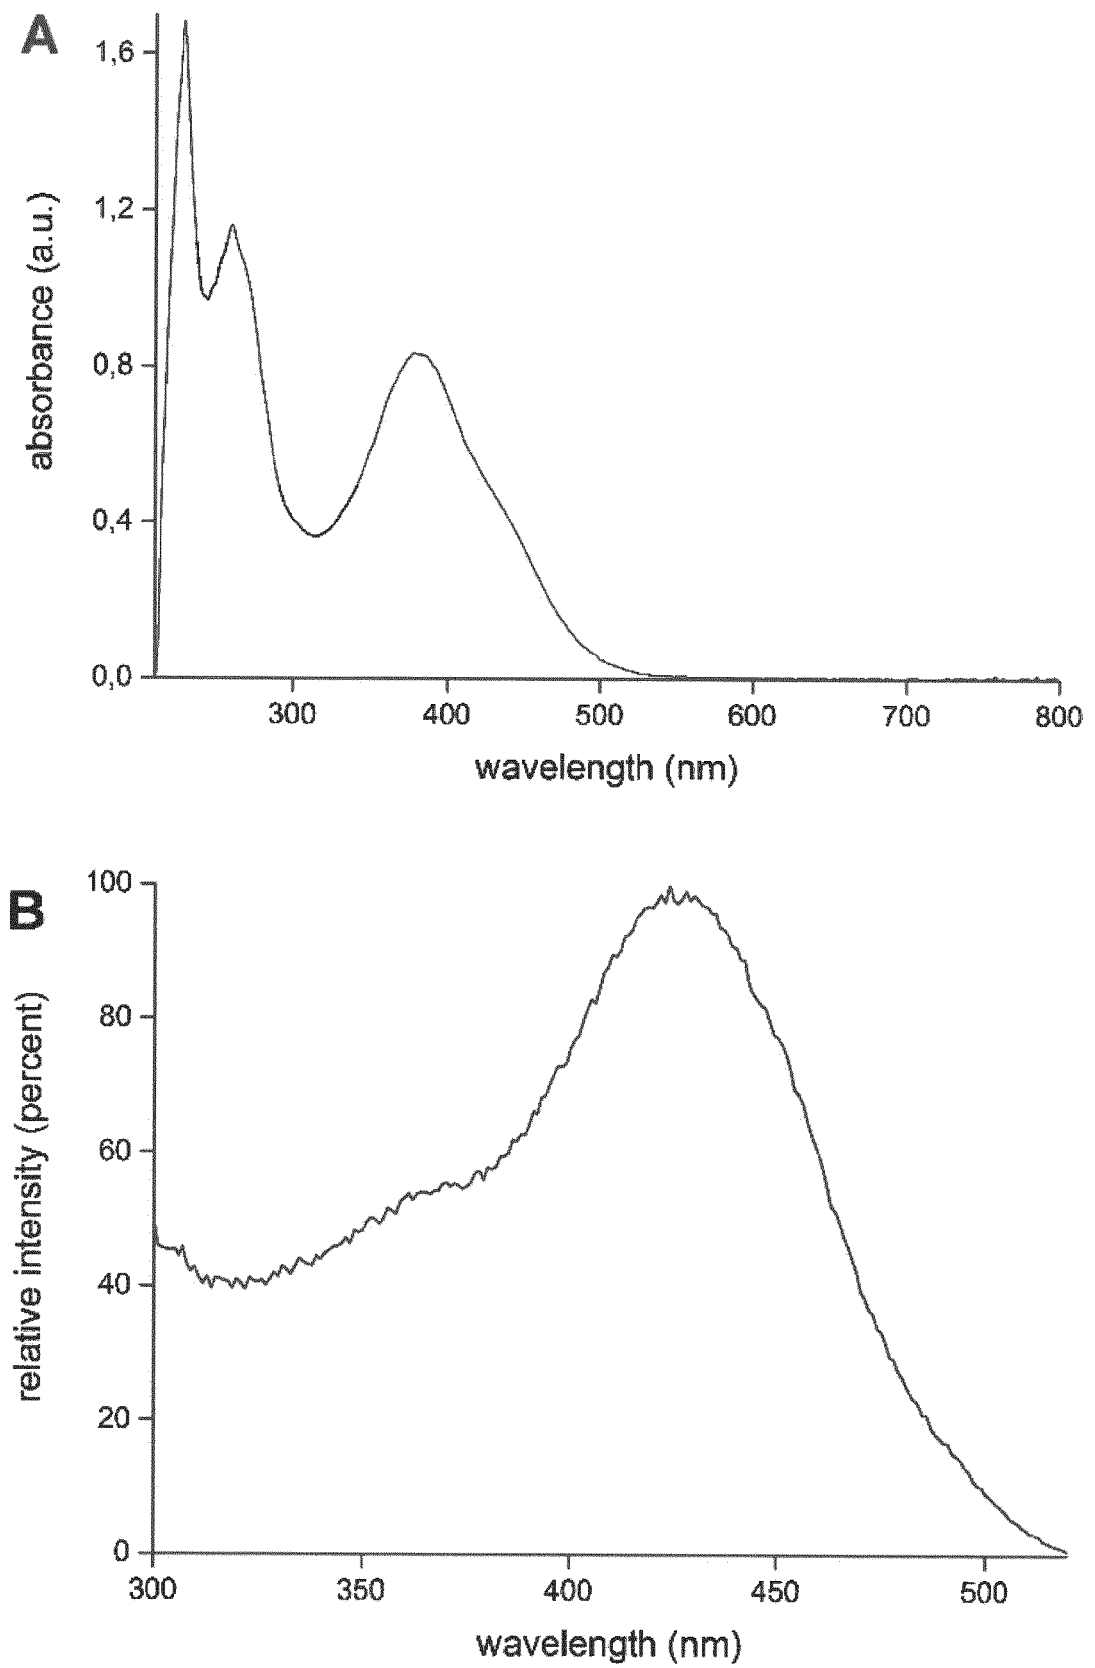 A
absorbance (a.u.)
1,6
1,2
0,8
0,4
0,0
300 400 500 600 700 800
wavelength (nm)
B
relative intensity (percent)
100
80
60
40
20
0
300 350 400 450 500
wavelength (nm)